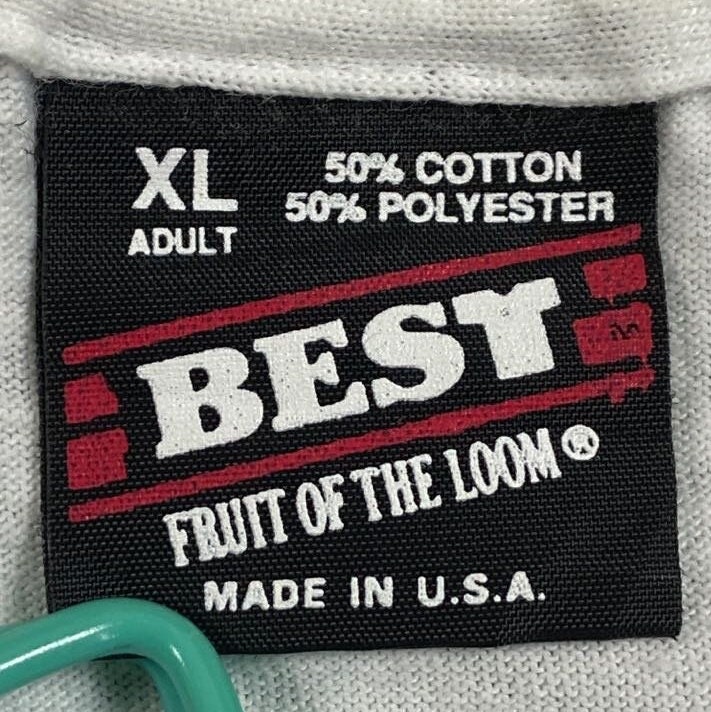 XL
ADULT
50% COTTON
50% POLYESTER
BEST
FRUIT OF THE LOOM®
MADE IN U.S.A.